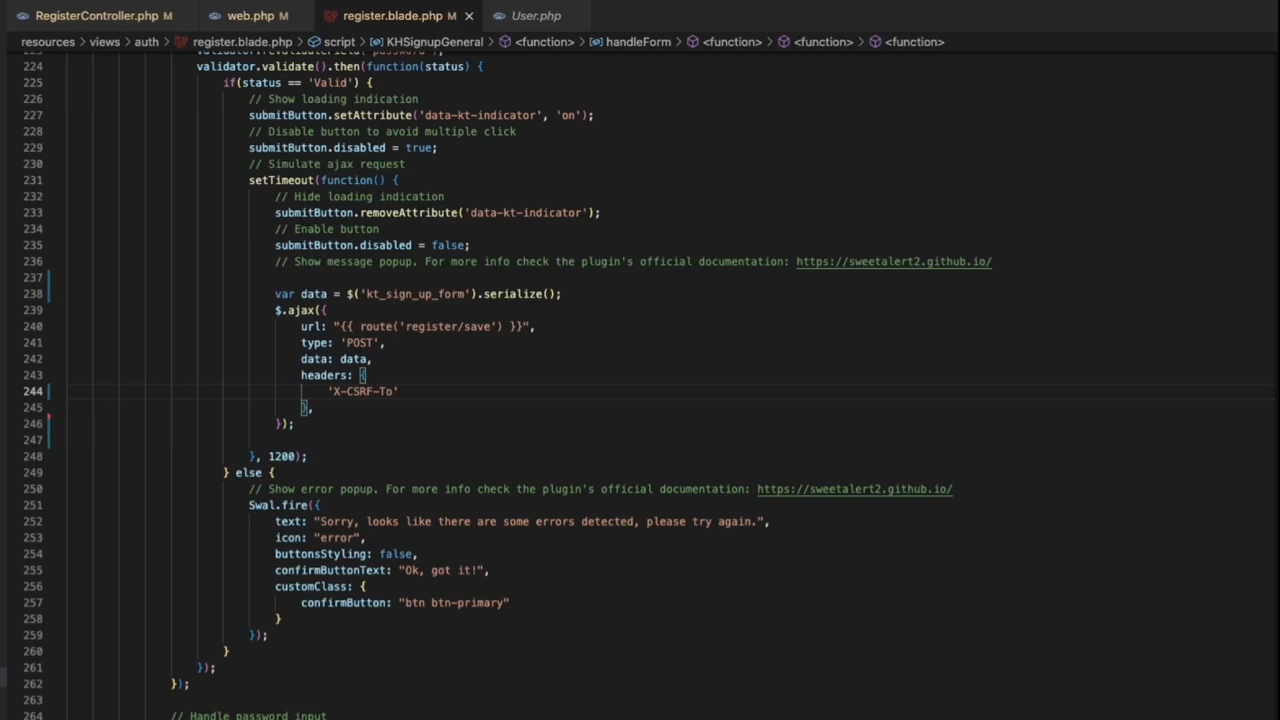 RegisterController.php M
web.php M
register.blade.php M ×
User.php
resources > views > auth > register.blade.php > script > KHSignupGeneral > <function> > handleForm > <function> > <function> > <function>
224 validator.validate().then(function(status) {
225 if(status == 'Valid') {
226 // Show loading indication
227 submitButton.setAttribute('data-kt-indicator', 'on');
228 // Disable button to avoid multiple click
229 submitButton.disabled = true;
230 // Simulate ajax request
231 setTimeout(function() {
232 // Hide loading indication
233 submitButton.removeAttribute('data-kt-indicator');
234 // Enable button
235 submitButton.disabled = false;
236 // Show message popup. For more info check the plugin's official documentation: https://sweetalert2.github.io/
237
238 var data = $('kt_sign_up_form').serialize();
239 $.ajax({
240 url: "{{ route('register/save') }}",
241 type: 'POST',
242 data: data,
243 headers: {
244 'X-CSRF-To'
245 },
246 });
247
248 }, 1200);
249 } else {
250 // Show error popup. For more info check the plugin's official documentation: https://sweetalert2.github.io/
251 Swal.fire({
252 text: "Sorry, looks like there are some errors detected, please try again.",
253 icon: "error",
254 buttonsStyling: false,
255 confirmButtonText: "Ok, got it!",
256 customClass: {
257 confirmButton: "btn btn-primary"
258 }
259 });
260 }
261 });
262 });
263
264 // Handle password input